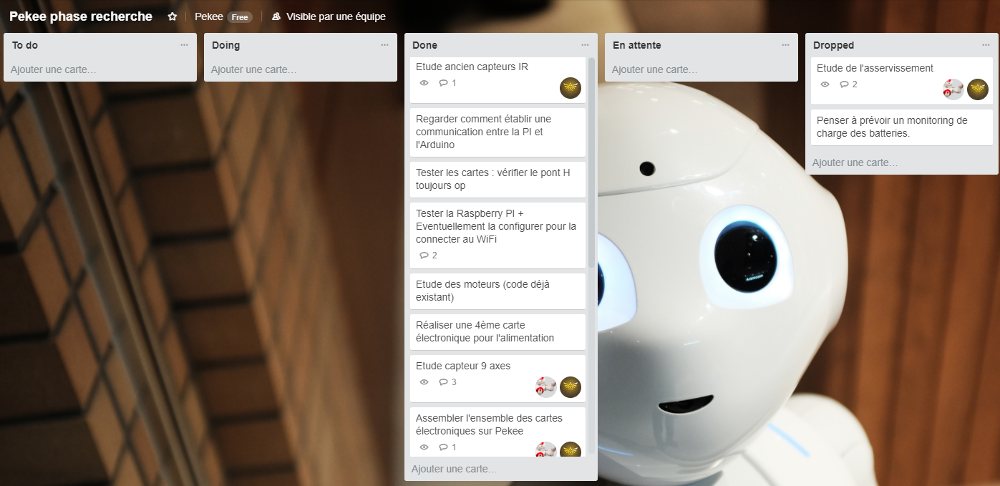 Pekee phase recherche
Pekee Free
Visible par une équipe
To do
Ajouter une carte…
Doing
Ajouter une carte…
Done
Etude ancien capteurs IR
1
Regarder comment établir une
communication entre la PI et
l'Arduino
Tester les cartes : vérifier le pont H
toujours op
Tester la Raspberry PI +
Eventuellement la configurer pour la
connecter au WiFi
2
Etude des moteurs (code déjà
existant)
Réaliser une 4ème carte
électronique pour l'alimentation
Etude capteur 9 axes
3
Assembler l'ensemble des cartes
électroniques sur Pekee
1
Ajouter une carte…
En attente
Ajouter une carte…
Dropped
Etude de l'asservissement
2
Penser à prévoir un monitoring de
charge des batteries.
Ajouter une carte…